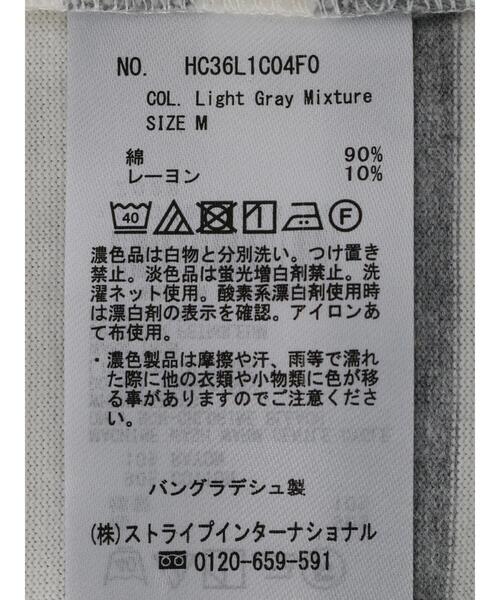 NO. HC36L1C04F0
COL. Light Gray Mixture
SIZE M
綿 90%
レーヨン 10%
40 F
濃色品は白物と分別洗い。つけ置き
禁止。淡色品は蛍光増白剤禁止。洗
濯ネット使用。酸素系漂白剤使用時
は漂白剤の表示を確認。アイロンあ
て布使用。
・濃色製品は摩擦や汗、雨等で濡れ
た際に他の衣類や小物類に色が移
る事がありますのでご注意くださ
い。
バングラデシュ製
(株)ストライプインターナショナル
0120-659-591